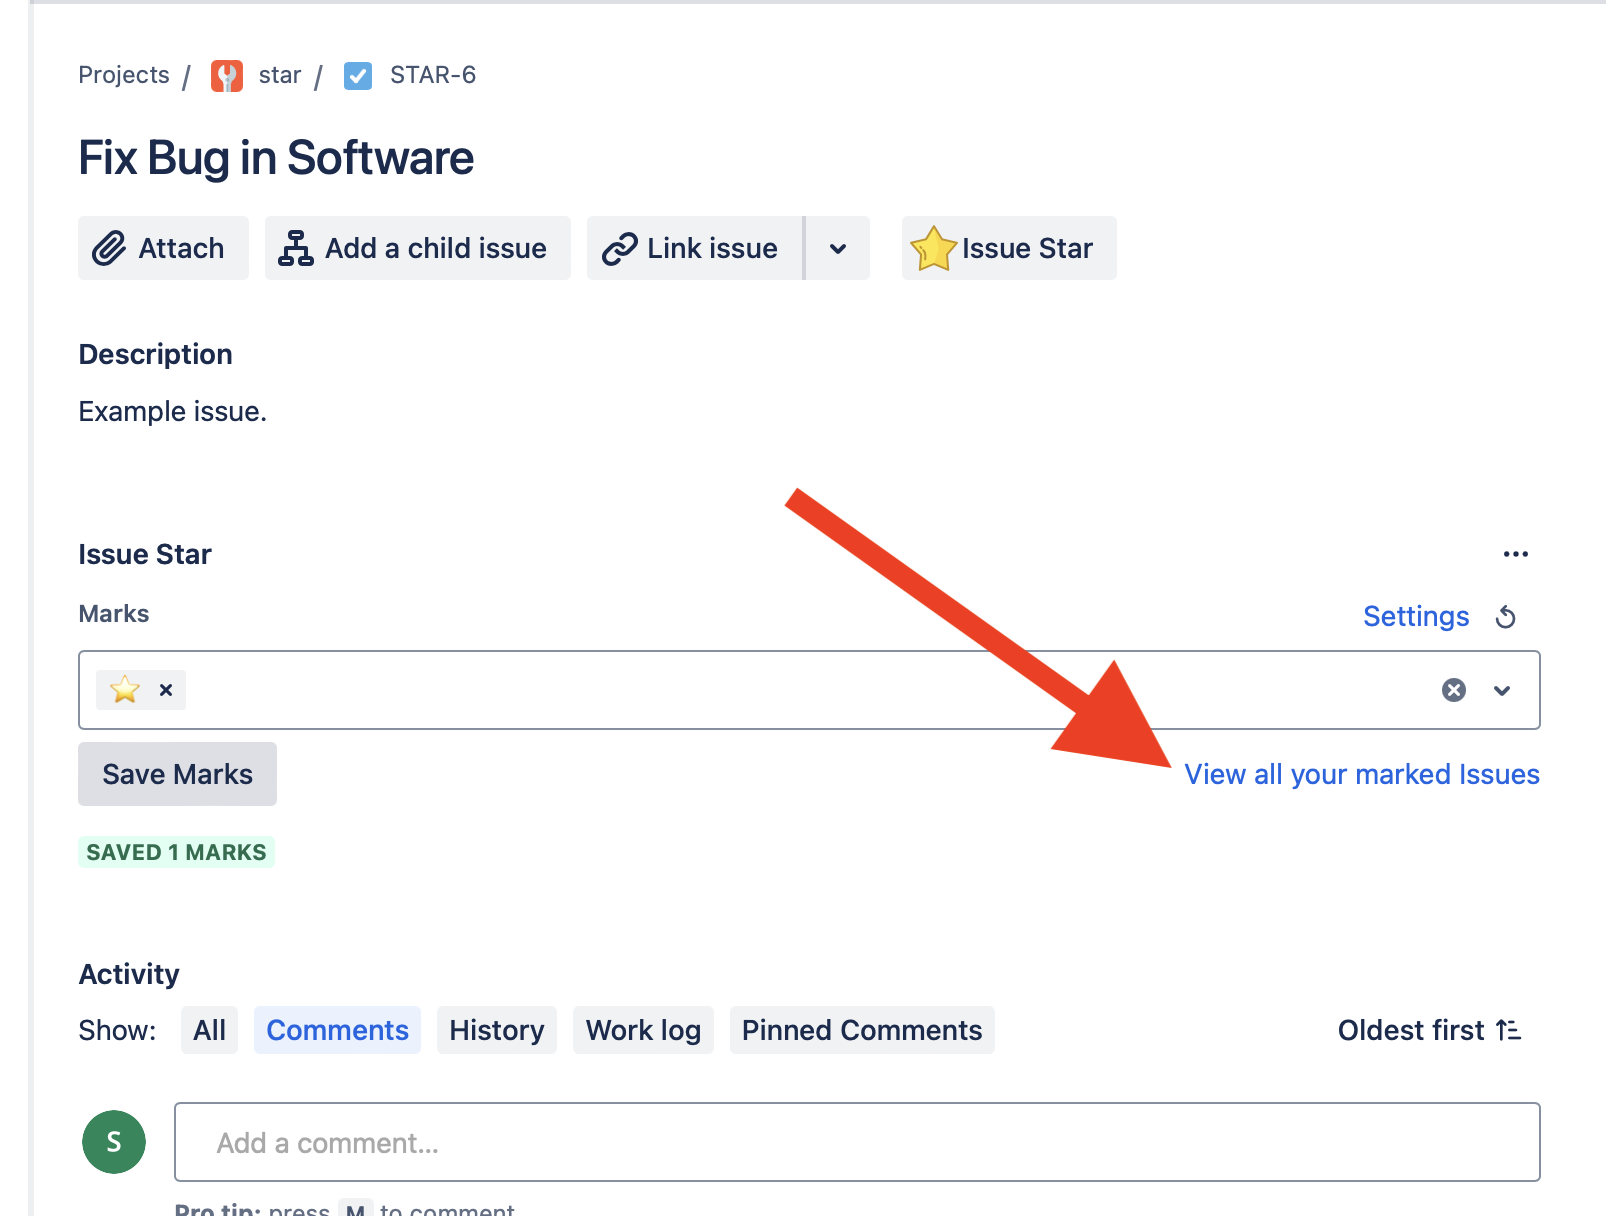 Projects / star / STAR-6
Fix Bug in Software
Attach Add a child issue Link issue Issue Star
Description
Example issue.
Issue Star
Marks Settings
Save Marks View all your marked Issues
SAVED 1 MARKS
Activity
Show: All Comments History Work log Pinned Comments Oldest first
S Add a comment...
Pro tip: press M to comment